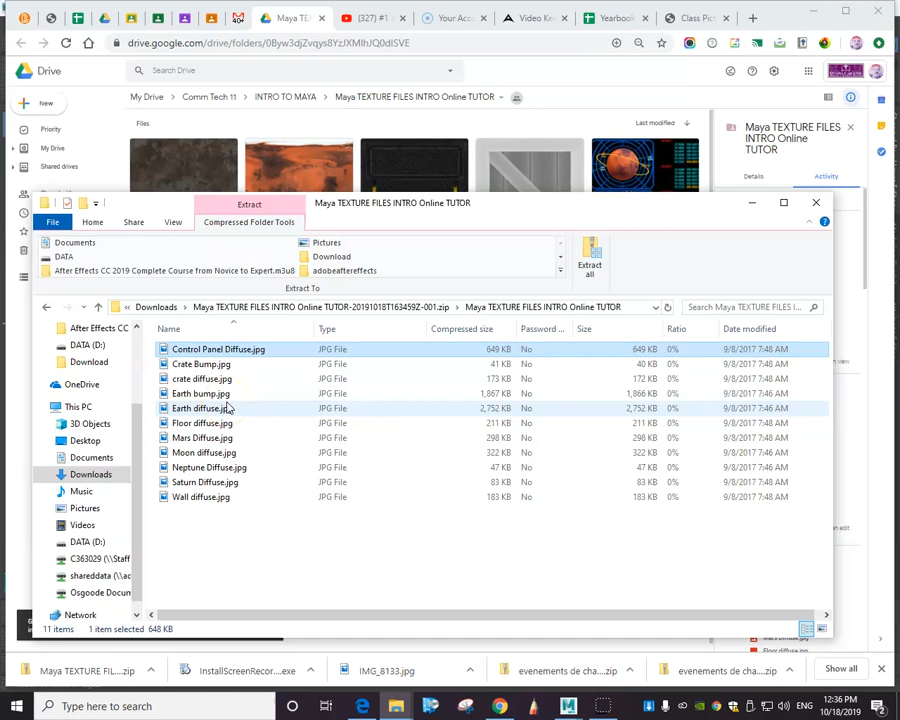 Maya TE
(327) #1
Your Acc
Video Ke
Yearbook
Class Pic
drive.google.com/drive/folders/0Byw3djZvqys8YzJXMlhJQ0dlSVE
Drive
Search Drive
New
My Drive
Comm Tech 11
INTRO TO MAYA
Maya TEXTURE FILES INTRO Online TUTOR
Priority
My Drive
Shared drives
Files
Last modified
Maya TEXTURE FILES
INTRO Online
TUTOR
Details
Activity
Extract
Maya TEXTURE FILES INTRO Online TUTOR
File
Home
Share
View
Compressed Folder Tools
Documents
Pictures
DATA
Download
After Effects CC 2019 Complete Course from Novice to Expert.m3u8
adobeaftereffects
Extract
all
Extract To
Downloads
Maya TEXTURE FILES INTRO Online TUTOR-20191018T163459Z-001.zip
Maya TEXTURE FILES INTRO Online TUTOR
Search Maya TEXTURE FILES I...
Name
Type
Compressed size
Password ...
Size
Ratio
Date modified
Control Panel Diffuse.jpg JPG File 649 KB No 649 KB 0% 9/8/2017 7:48 AM
Crate Bump.jpg JPG File 41 KB No 40 KB 0% 9/8/2017 7:48 AM
crate diffuse.jpg JPG File 173 KB No 172 KB 0% 9/8/2017 7:48 AM
Earth bump.jpg JPG File 1,867 KB No 1,866 KB 0% 9/8/2017 7:48 AM
Earth diffuse.jpg JPG File 2,752 KB No 2,752 KB 0% 9/8/2017 7:46 AM
Floor diffuse.jpg JPG File 211 KB No 211 KB 0% 9/8/2017 7:48 AM
Mars Diffuse.jpg JPG File 298 KB No 298 KB 0% 9/8/2017 7:48 AM
Moon diffuse.jpg JPG File 322 KB No 322 KB 0% 9/8/2017 7:46 AM
Neptune Diffuse.jpg JPG File 47 KB No 47 KB 0% 9/8/2017 7:48 AM
Saturn Diffuse.jpg JPG File 83 KB No 83 KB 0% 9/8/2017 7:48 AM
Wall diffuse.jpg JPG File 183 KB No 183 KB 0% 9/8/2017 7:48 AM
After Effects CC
DATA (D:)
Download
OneDrive
This PC
3D Objects
Desktop
Documents
Downloads
Music
Pictures
Videos
DATA (D:)
C363029 (\\Staff
shareddata (\\ac
Osgoode Docum
Network
11 items
1 item selected 648 KB
Floor diffuse.jpg
Maya TEXTURE FIL....zip
InstallScreenRecor....exe
IMG_8133.jpg
evenements de cha....zip
evenements de cha....zip
Show all
Type here to search
12:36 PM
10/18/2019
2